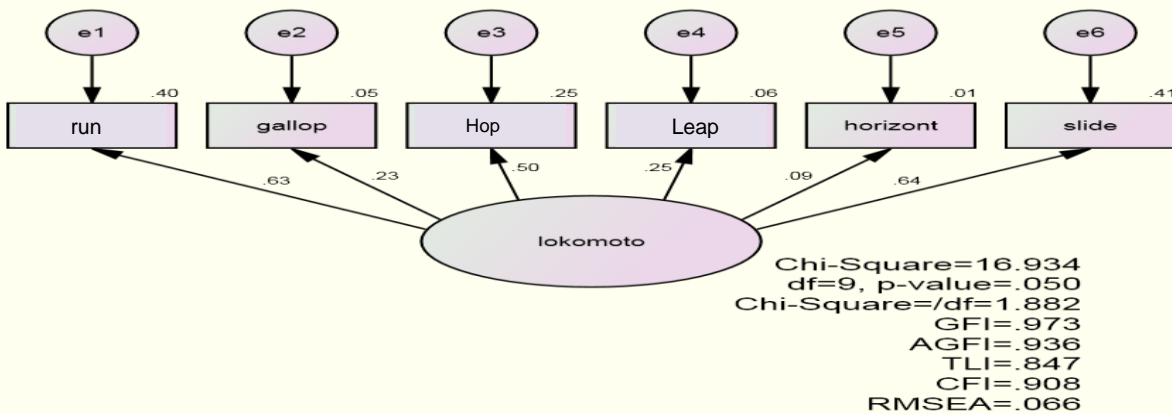 e1 e2 e3 e4 e5 e6
.40 .05 .25 .06 .01 .41
run gallop Hop Leap horizont slide
.63 .23 .50 .25 .09 .64
lokomoto
Chi-Square=16.934
df=9, p-value=.050
Chi-Square=/df=1.882
GFI=.973
AGFI=.936
TLI=.847
CFI=.908
RMSEA=.066